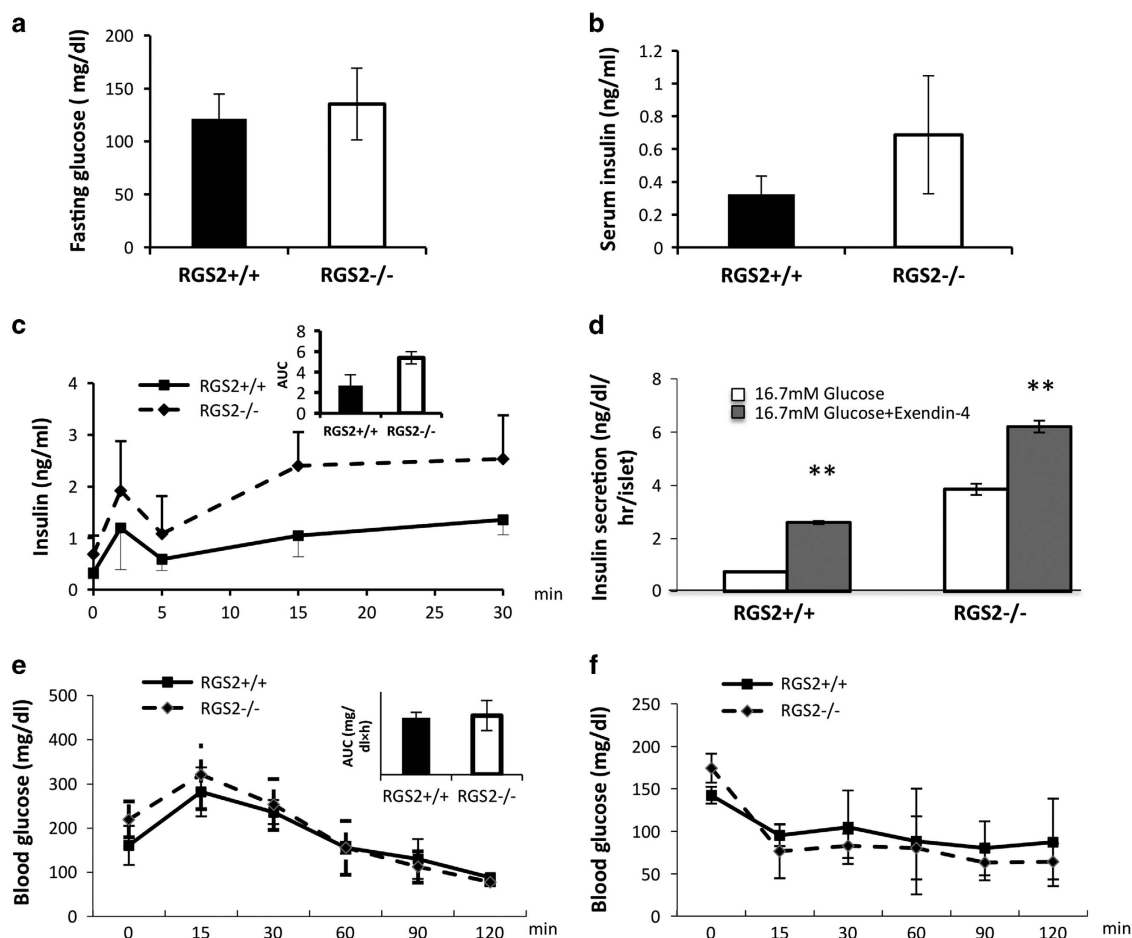 a
Fasting glucose ( mg/dl)
200
150
100
50
0
RGS2+/+
RGS2-/-
b
Serum insulin (ng/ml)
1.2
1
0.8
0.6
0.4
0.2
0
RGS2+/+
RGS2-/-
c
Insulin (ng/ml)
4
3
2
1
0
RGS2+/+
RGS2-/-
AUC
8
6
4
2
0
RGS2+/+
RGS2-/-
0 5 10 15 20 25 30 min
d
Insulin secretion (ng/dl/
hr/islet)
8
6
4
2
0
16.7mM Glucose
16.7mM Glucose+Exendin-4
**
**
RGS2+/+
RGS2-/-
e
Blood glucose (mg/dl)
500
400
300
200
100
0
RGS2+/+
RGS2-/-
AUC (mg/
dl×h)
RGS2+/+
RGS2-/-
0 15 30 60 90 120 min
f
Blood glucose (mg/dl)
250
200
150
100
50
0
RGS2+/+
RGS2-/-
0 15 30 60 90 120 min